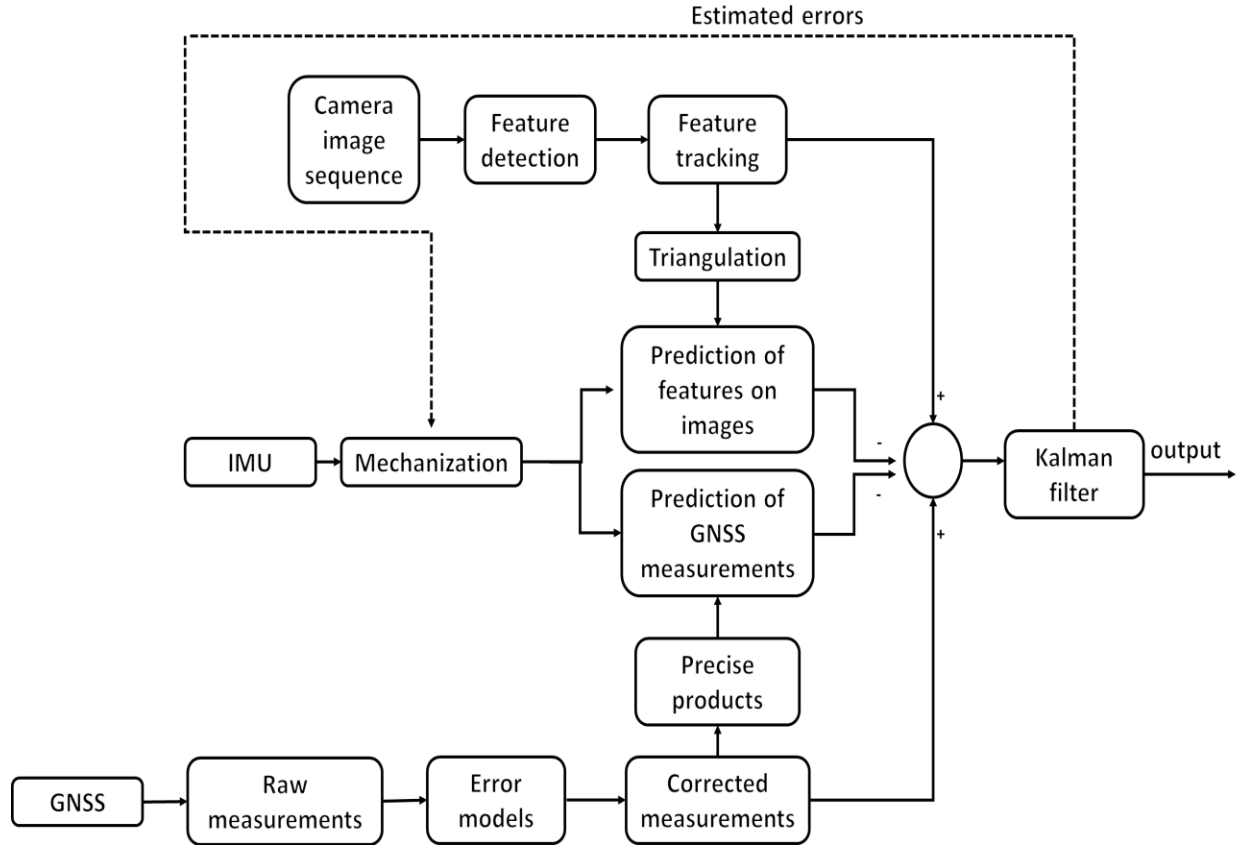 Estimated errors
Camera
image
sequence
Feature
detection
Feature
tracking
Triangulation
Prediction of
features on
images
+
-
IMU
Mechanization
Kalman
filter
output
-
+
Prediction of
GNSS
measurements
Precise
products
GNSS
Raw
measurements
Error
models
Corrected
measurements